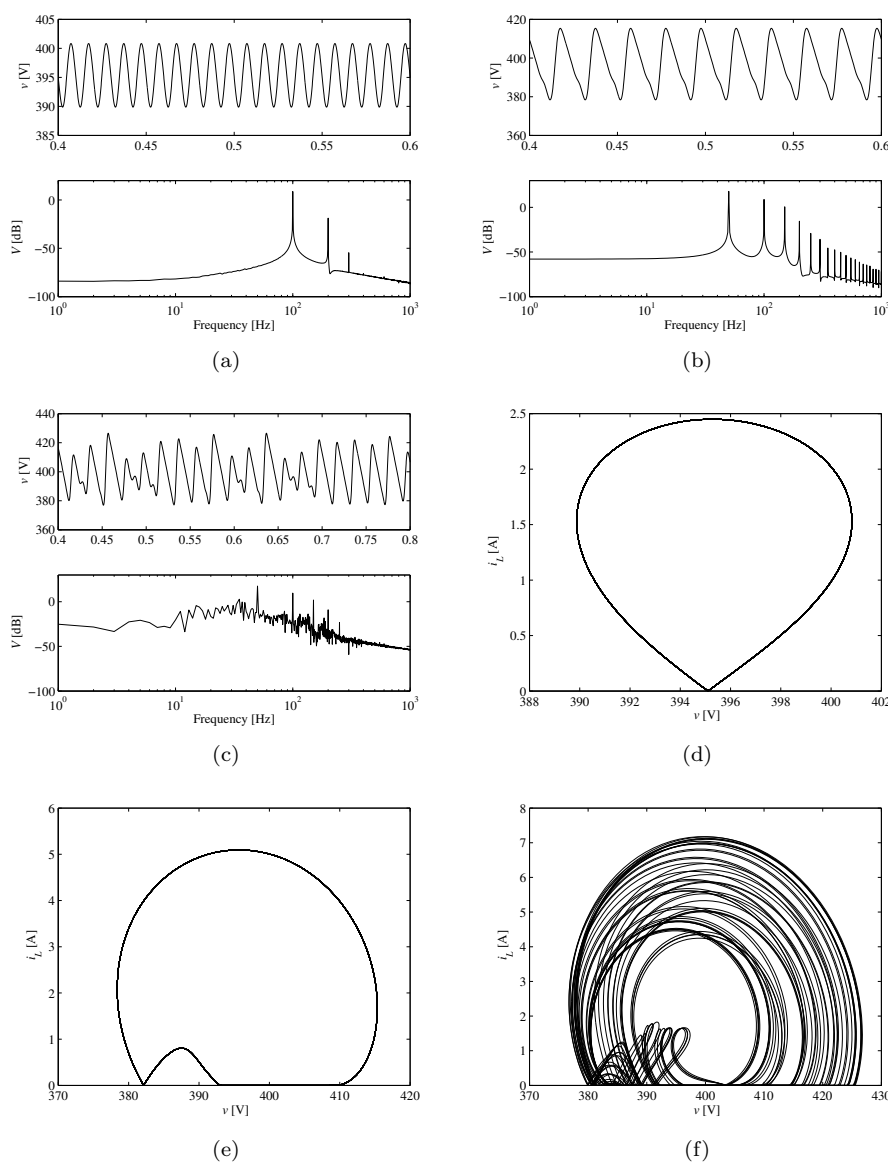 405
400
395
390
385
v [V]
0.4 0.45 0.5 0.55 0.6
0
−50
−100
V [dB]
10^0 10^1 10^2 10^3
Frequency [Hz]
(a)
420
400
380
360
v [V]
0.4 0.45 0.5 0.55 0.6
0
−50
−100
V [dB]
10^0 10^1 10^2 10^3
Frequency [Hz]
(b)
440
420
400
380
360
v [V]
0.4 0.45 0.5 0.55 0.6 0.65 0.7 0.75 0.8
0
−50
−100
V [dB]
10^0 10^1 10^2 10^3
Frequency [Hz]
(c)
2.5
2
1.5
1
0.5
0
i_L [A]
388 390 392 394 396 398 400 402
v [V]
(d)
6
5
4
3
2
1
0
i_L [A]
370 380 390 400 410 420
v [V]
(e)
8
7
6
5
4
3
2
1
0
i_L [A]
370 380 390 400 410 420 430
v [V]
(f)